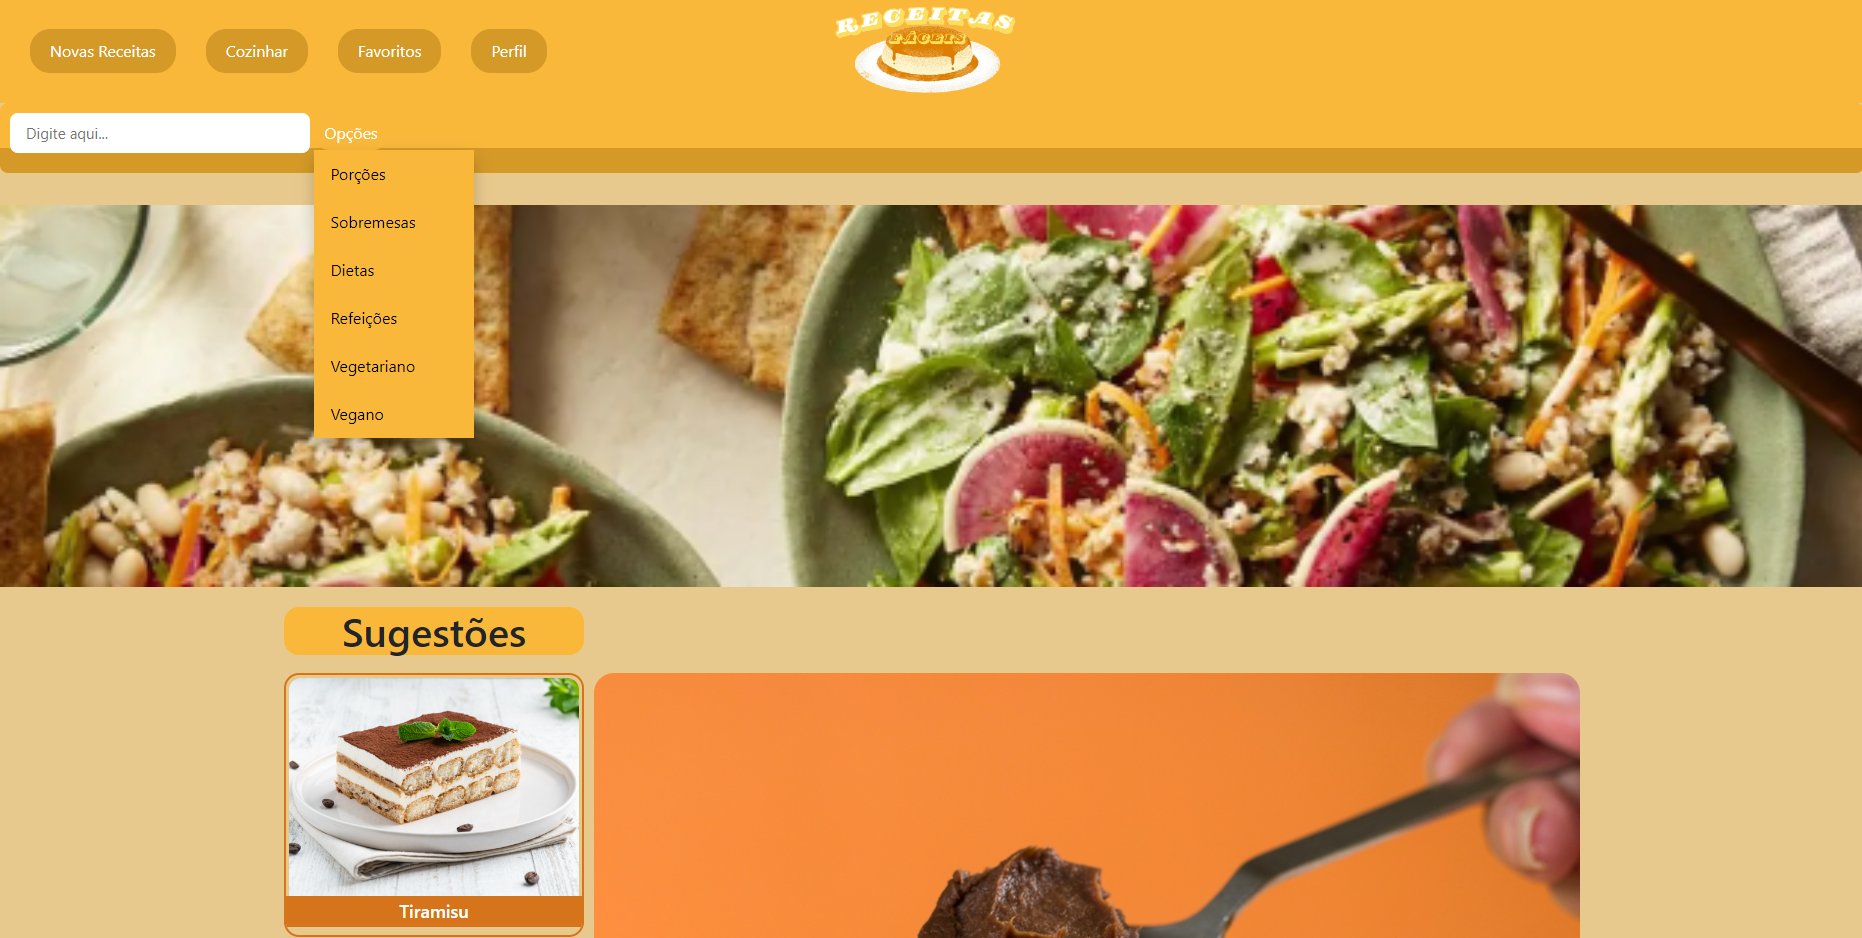 Novas Receitas
Cozinhar
Favoritos
Perfil
RECEITAS
FÁCEIS
Digite aqui...
Opções
Porções
Sobremesas
Dietas
Refeições
Vegetariano
Vegano
Sugestões
Tiramisu